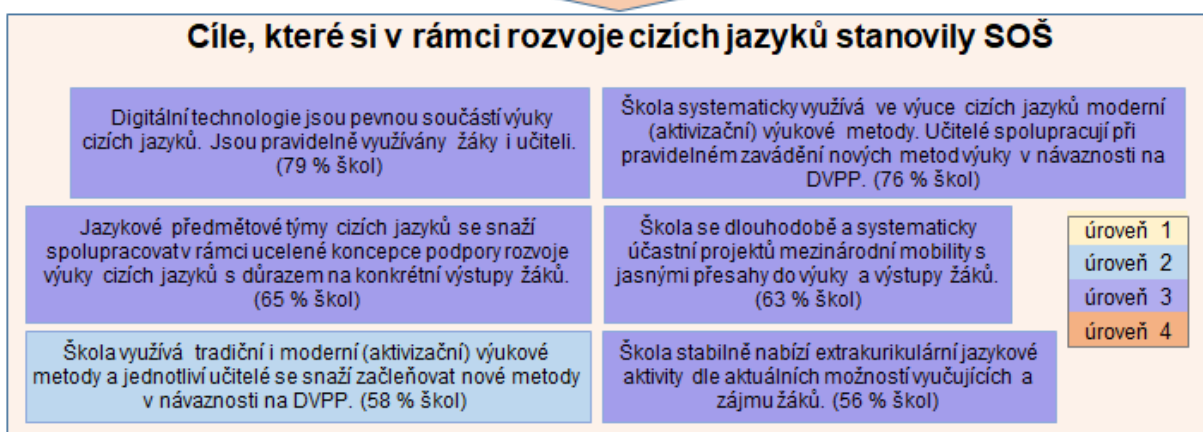 Cíle, které si v rámci rozvoje cizích jazyků stanovily SOŠ
Digitální technologie jsou pevnou součástí výuky
cizích jazyků. Jsou pravidelně využívány žáky i učiteli.
(79 % škol)
Škola systematicky využívá ve výuce cizích jazyků moderní
(aktivizační) výukové metody. Učitelé spolupracují při
pravidelném zavádění nových metod výuky v návaznosti na
DVPP. (76 % škol)
Jazykové předmětové týmy cizích jazyků se snaží
spolupracovat v rámci ucelené koncepce podpory rozvoje
výuky cizích jazyků s důrazem na konkrétní výstupy žáků.
(65 % škol)
Škola se dlouhodobě a systematicky
účastní projektů mezinárodní mobility s
jasnými přesahy do výuky a výstupy žáků.
(63 % škol)
úroveň 1
úroveň 2
úroveň 3
úroveň 4
Škola využívá tradiční i moderní (aktivizační) výukové
metody a jednotliví učitelé se snaží začleňovat nové metody
v návaznosti na DVPP. (58 % škol)
Škola stabilně nabízí extrakurikulární jazykové
aktivity dle aktuálních možností vyučujících a
zájmu žáků. (56 % škol)